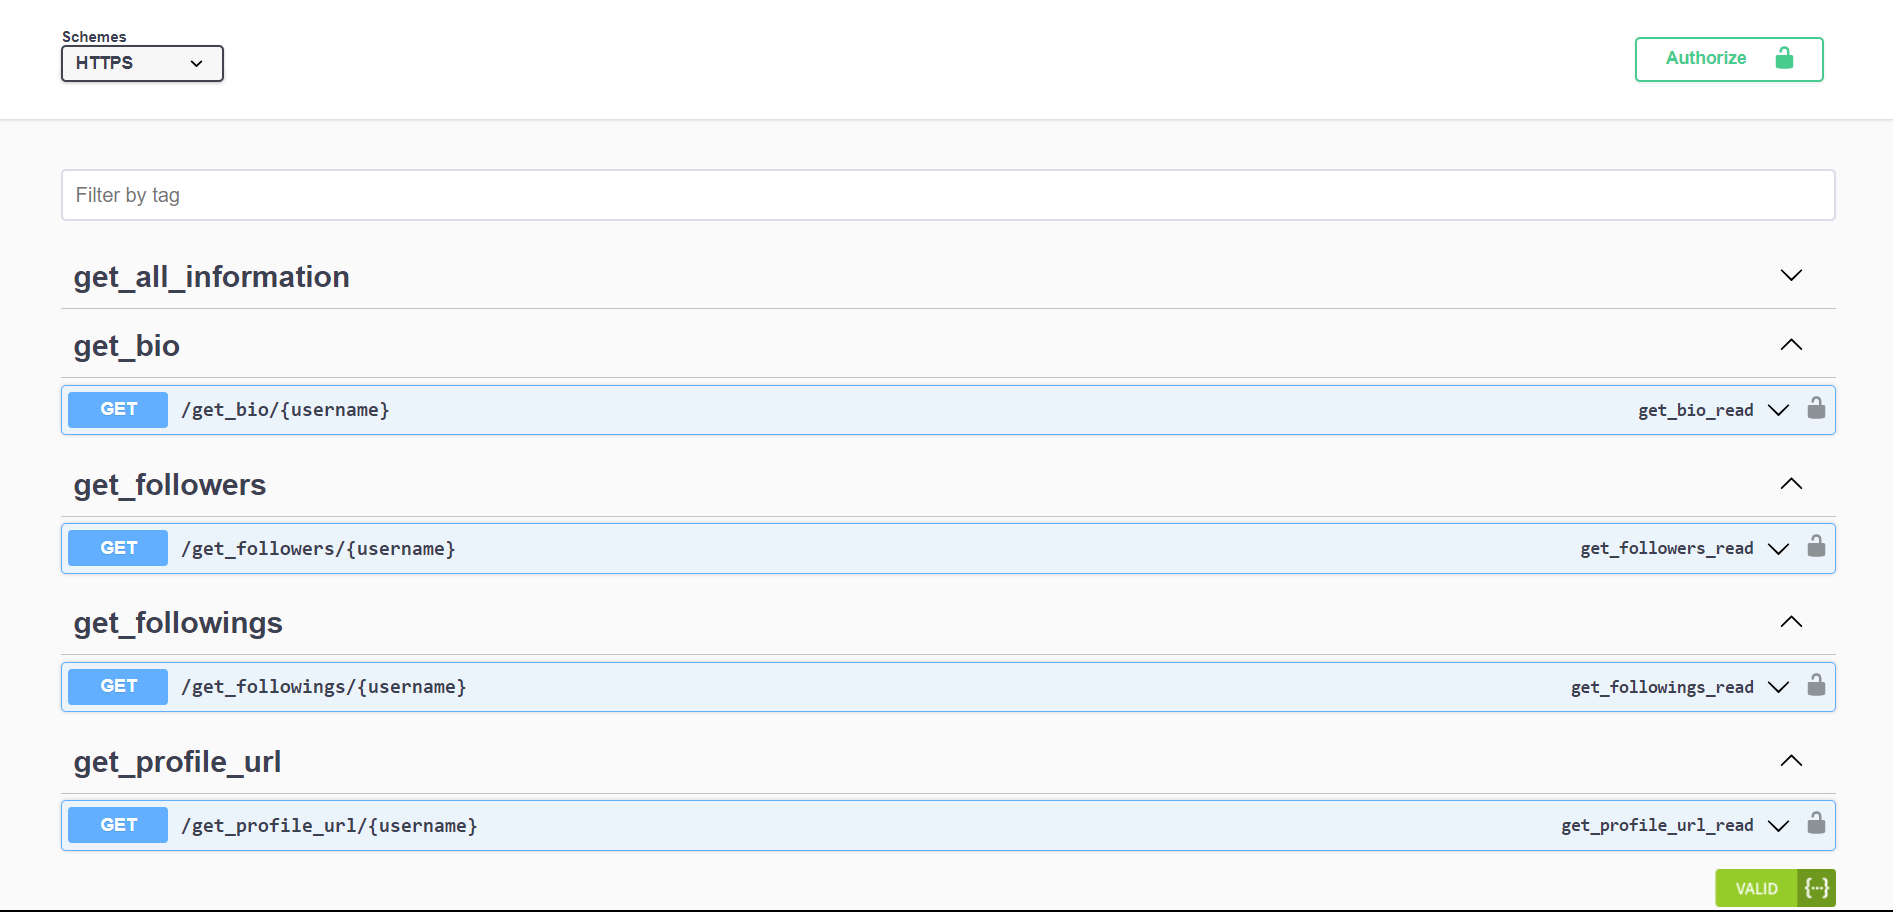 Schemes
HTTPS
Authorize
Filter by tag
get_all_information
get_bio
GET /get_bio/{username} get_bio_read
get_followers
GET /get_followers/{username} get_followers_read
get_followings
GET /get_followings/{username} get_followings_read
get_profile_url
GET /get_profile_url/{username} get_profile_url_read
VALID {···}